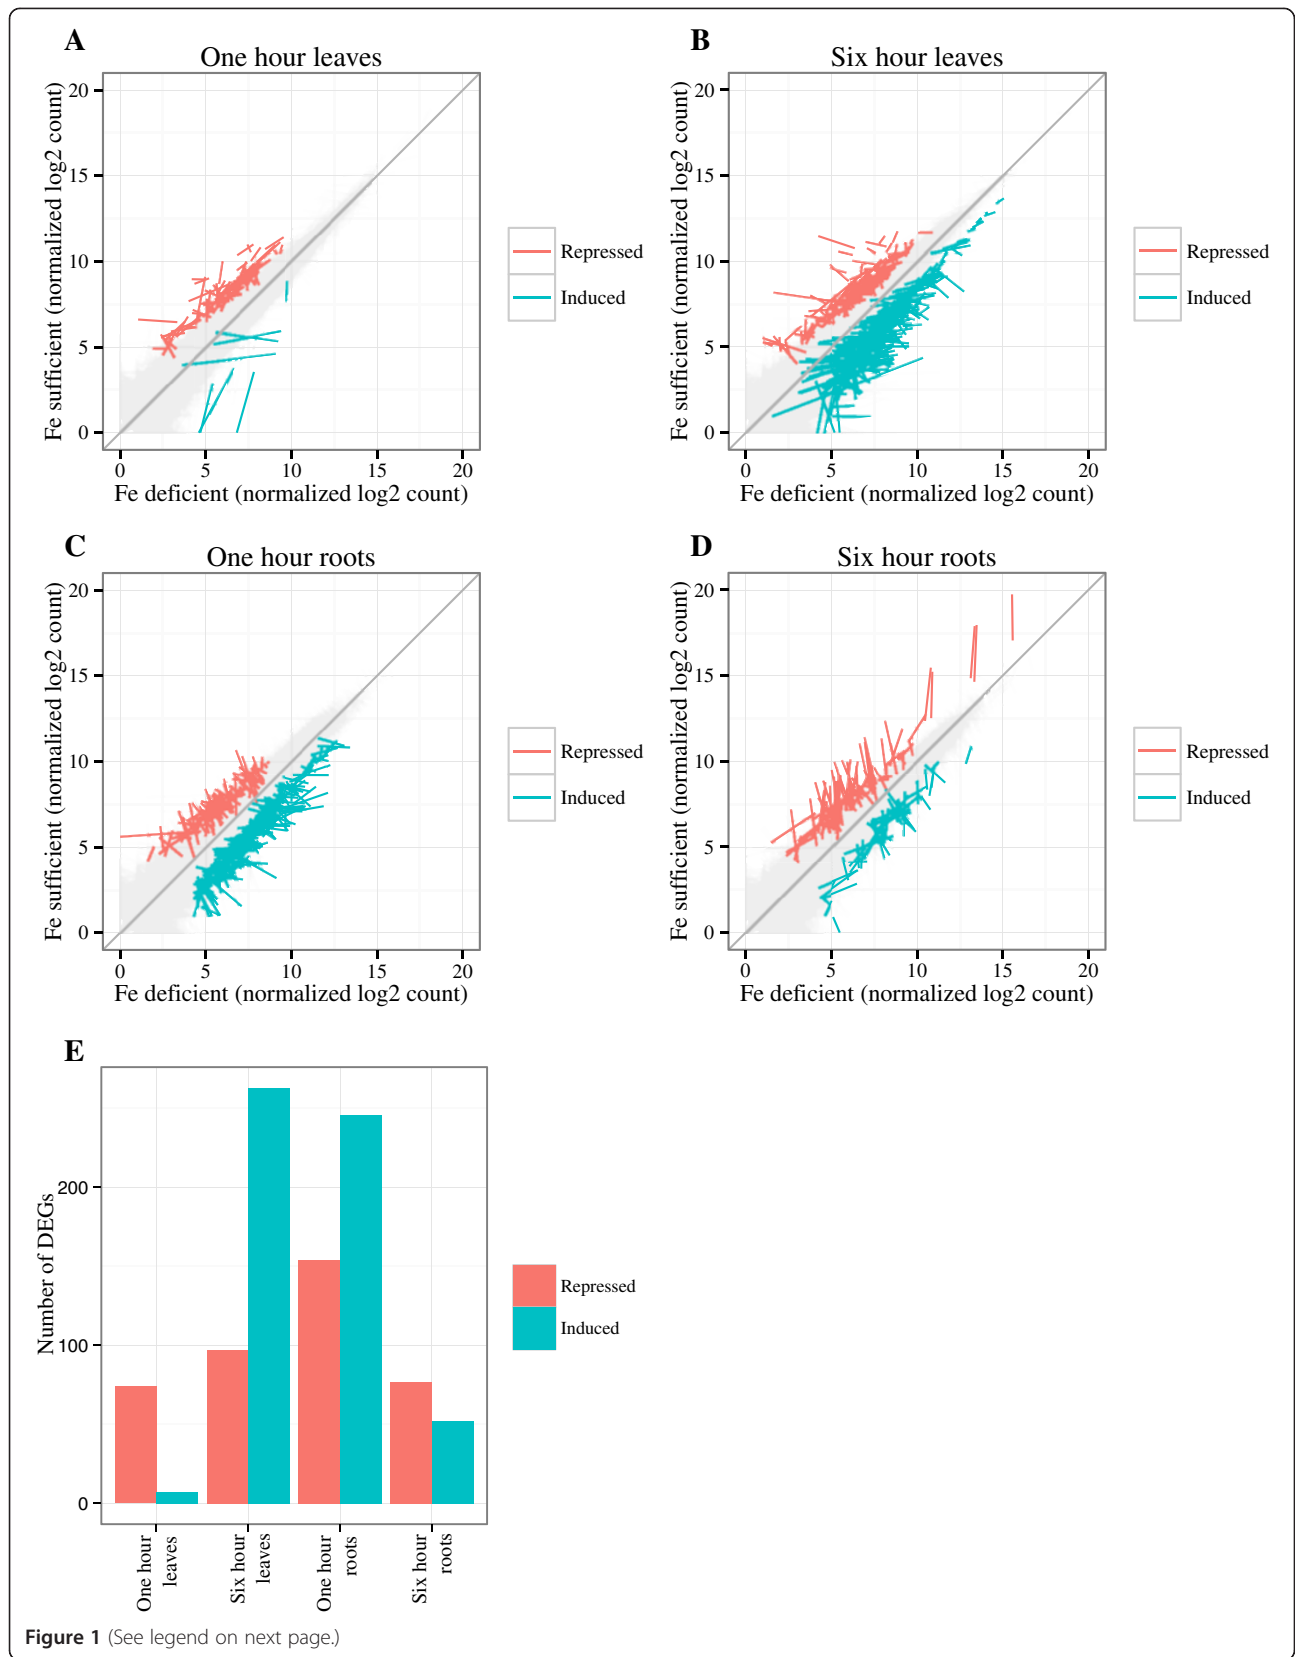 A
One hour leaves
Fe sufficient (normalized log2 count)
20
15
10
5
0
0 5 10 15 20
Fe deficient (normalized log2 count)
Repressed
Induced
B
Six hour leaves
Fe sufficient (normalized log2 count)
20
15
10
5
0
0 5 10 15 20
Fe deficient (normalized log2 count)
Repressed
Induced
C
One hour roots
Fe sufficient (normalized log2 count)
20
15
10
5
0
0 5 10 15 20
Fe deficient (normalized log2 count)
Repressed
Induced
D
Six hour roots
Fe sufficient (normalized log2 count)
20
15
10
5
0
0 5 10 15 20
Fe deficient (normalized log2 count)
Repressed
Induced
E
Number of DEGs
200
100
0
One hour
leaves
Six hour
leaves
One hour
roots
Six hour
roots
Repressed
Induced
Figure 1 (See legend on next page.)